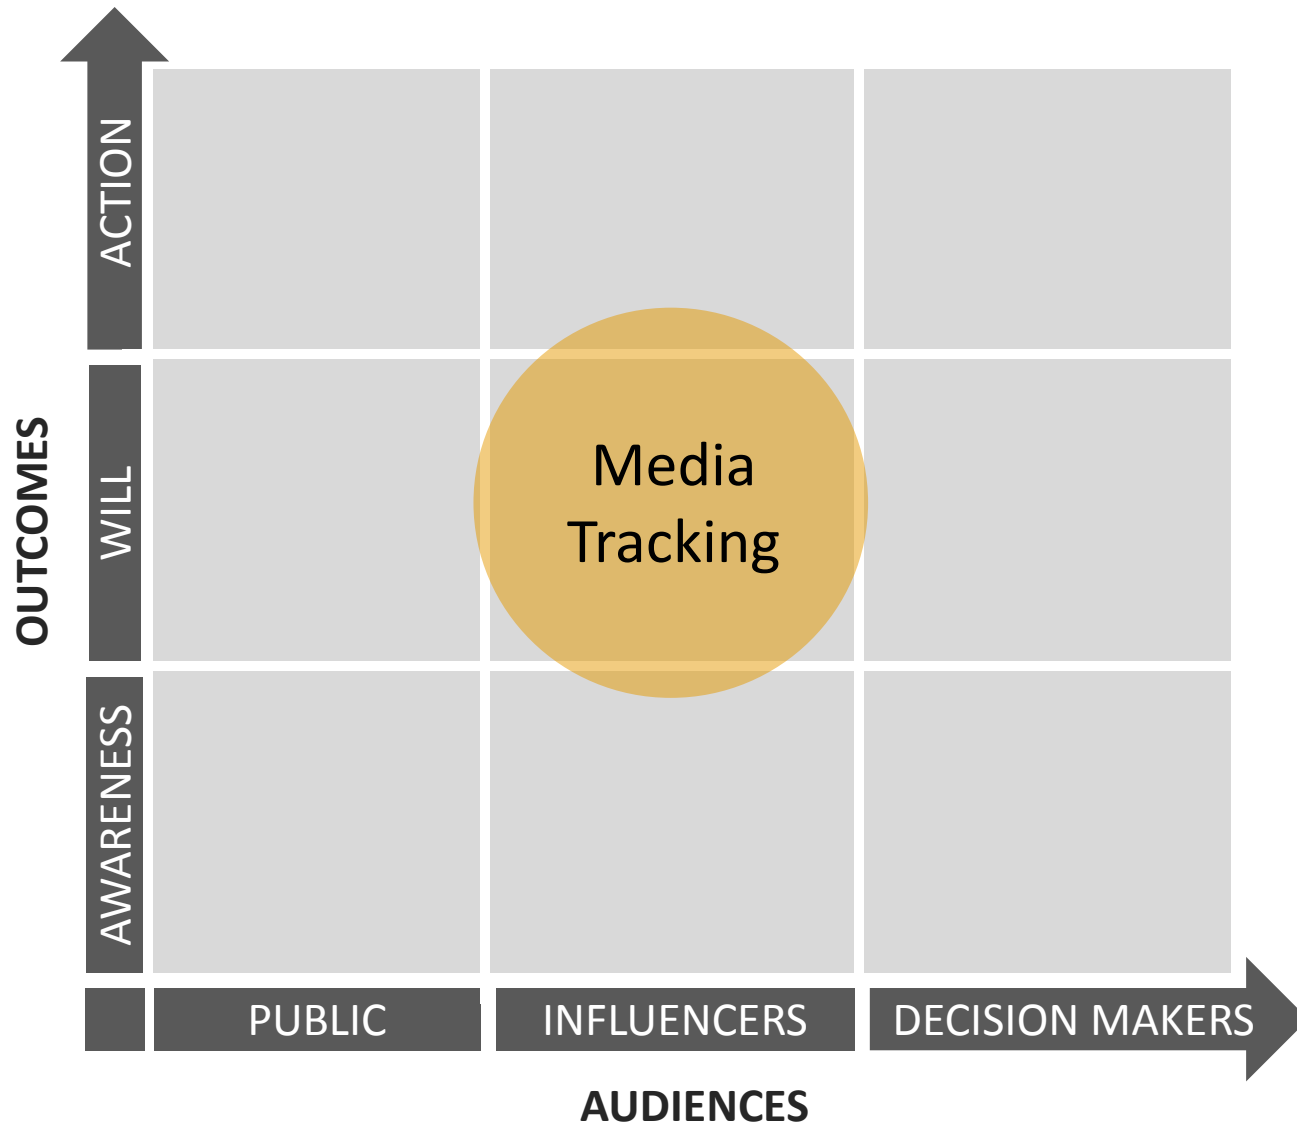 ACTION
OUTCOMES
WILL
Media
Tracking
AWARENESS
PUBLIC
INFLUENCERS
DECISION MAKERS
AUDIENCES